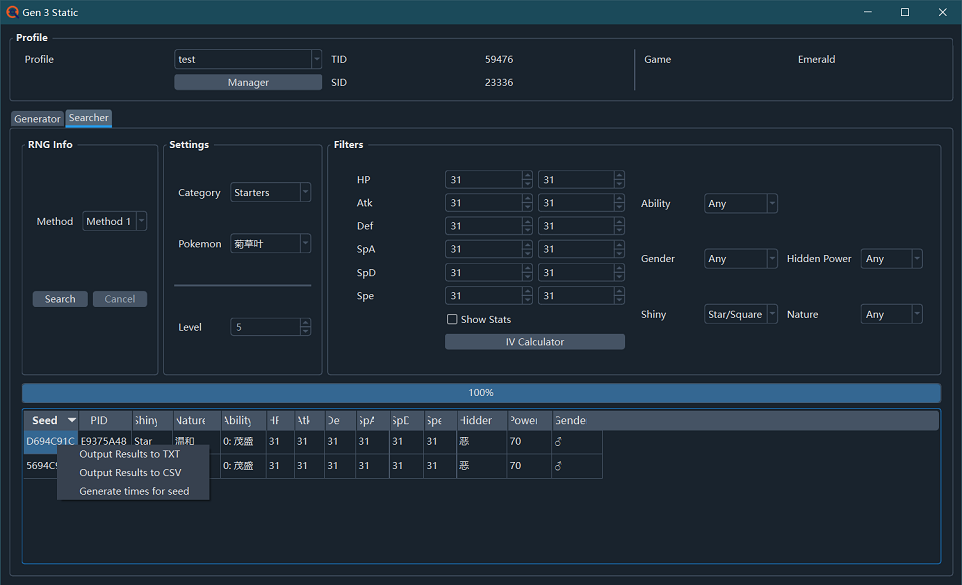 Gen 3 Static
Profile
Profile test TID 59476 Game Emerald
Manager SID 23336
Generator Searcher
RNG Info Settings Filters
HP 31 31
Category Starters
Atk 31 31 Ability Any
Method Method 1
Def 31 31
Pokemon 菊草叶
SpA 31 31
Gender Any Hidden Power Any
SpD 31 31
Search Cancel
Spe 31 31
Shiny Star/Square Nature Any
Level 5
Show Stats
IV Calculator
100%
Seed PID Shiny Nature Ability HP Atk De SpA SpD Spe Hidder Power Gende
D694C91C E9375A48 Star 温和 0: 茂盛 31 31 31 31 31 31 恶 70 ♂
Output Results to TXT
5694C9 0: 茂盛 31 31 31 31 31 31 恶 70 ♂
Output Results to CSV
Generate times for seed